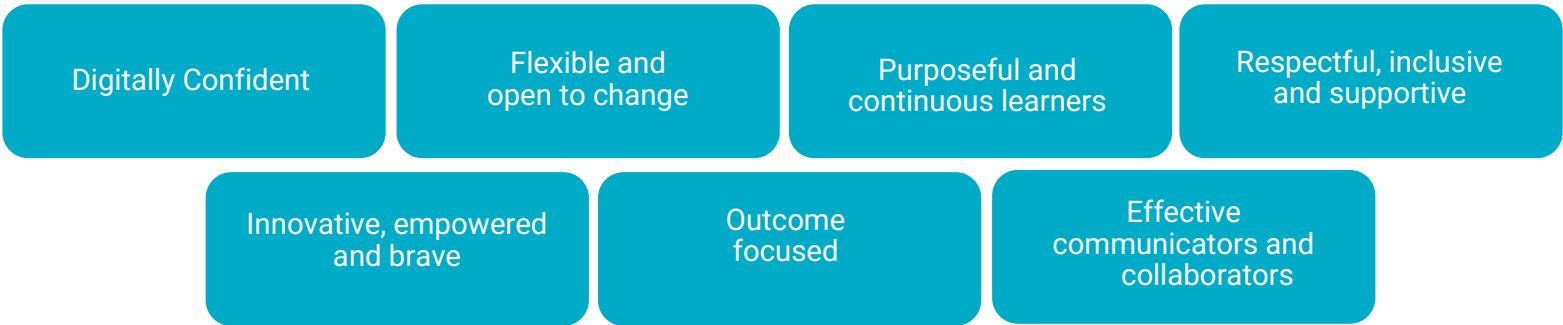 Digitally Confident
Flexible and
open to change
Purposeful and
continuous learners
Respectful, inclusive
and supportive
Innovative, empowered
and brave
Outcome
focused
Effective
communicators and
collaborators